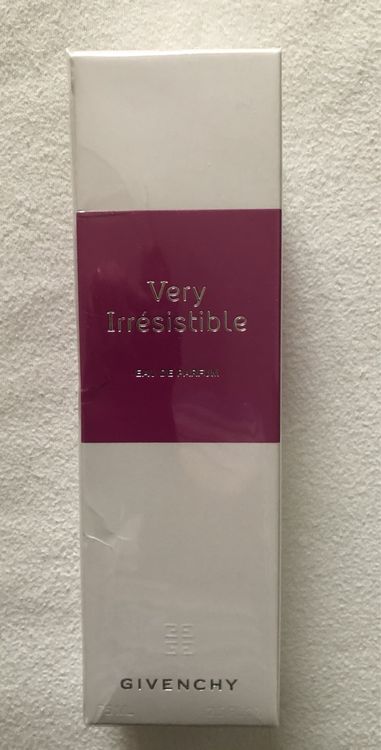 Very
Irrésistible
EAU DE PARFUM
GIVENCHY